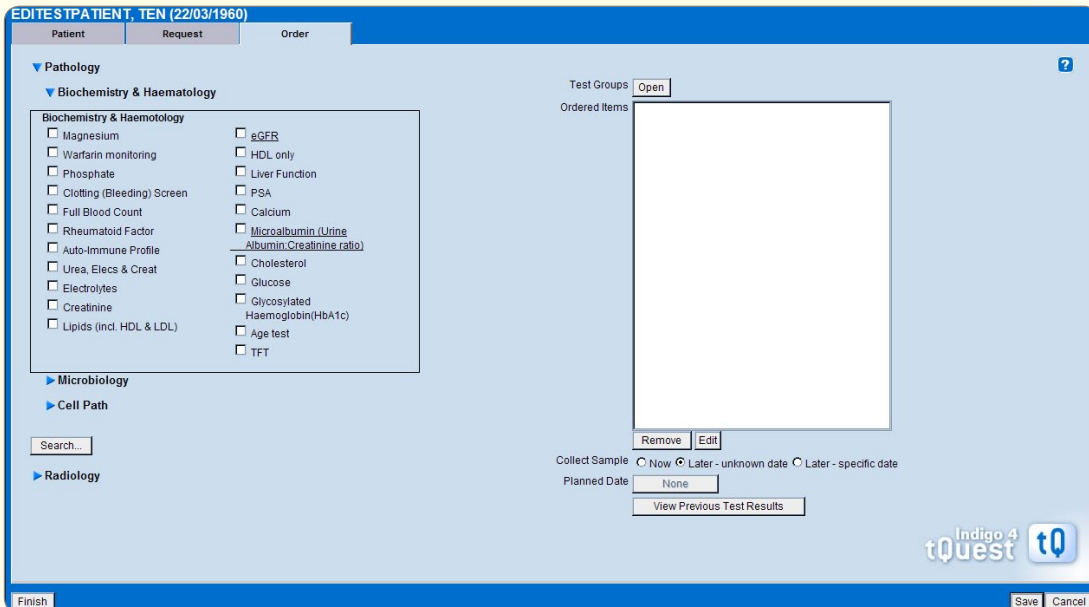 EDITESTPATIENT, TEN (22/03/1960)
Patient
Request
Order
Pathology
Biochemistry & Haematology
Biochemistry & Haemotology
Magnesium
Warfarin monitoring
Phosphate
Clotting (Bleeding) Screen
Full Blood Count
Rheumatoid Factor
Auto-Immune Profile
Urea, Elecs & Creat
Electrolytes
Creatinine
Lipids (incl. HDL & LDL)
eGFR
HDL only
Liver Function
PSA
Calcium
Microalbumin (Urine
Albumin:Creatinine ratio)
Cholesterol
Glucose
Glycosylated
Haemoglobin(HbA1c)
Age test
TFT
Microbiology
Cell Path
Search...
Radiology
?
Test Groups Open
Ordered Items
Remove Edit
Collect Sample Now Later - unknown date Later - specific date
Planned Date None
View Previous Test Results
Indigo 4
tQuest tQ
Finish
Save Cancel